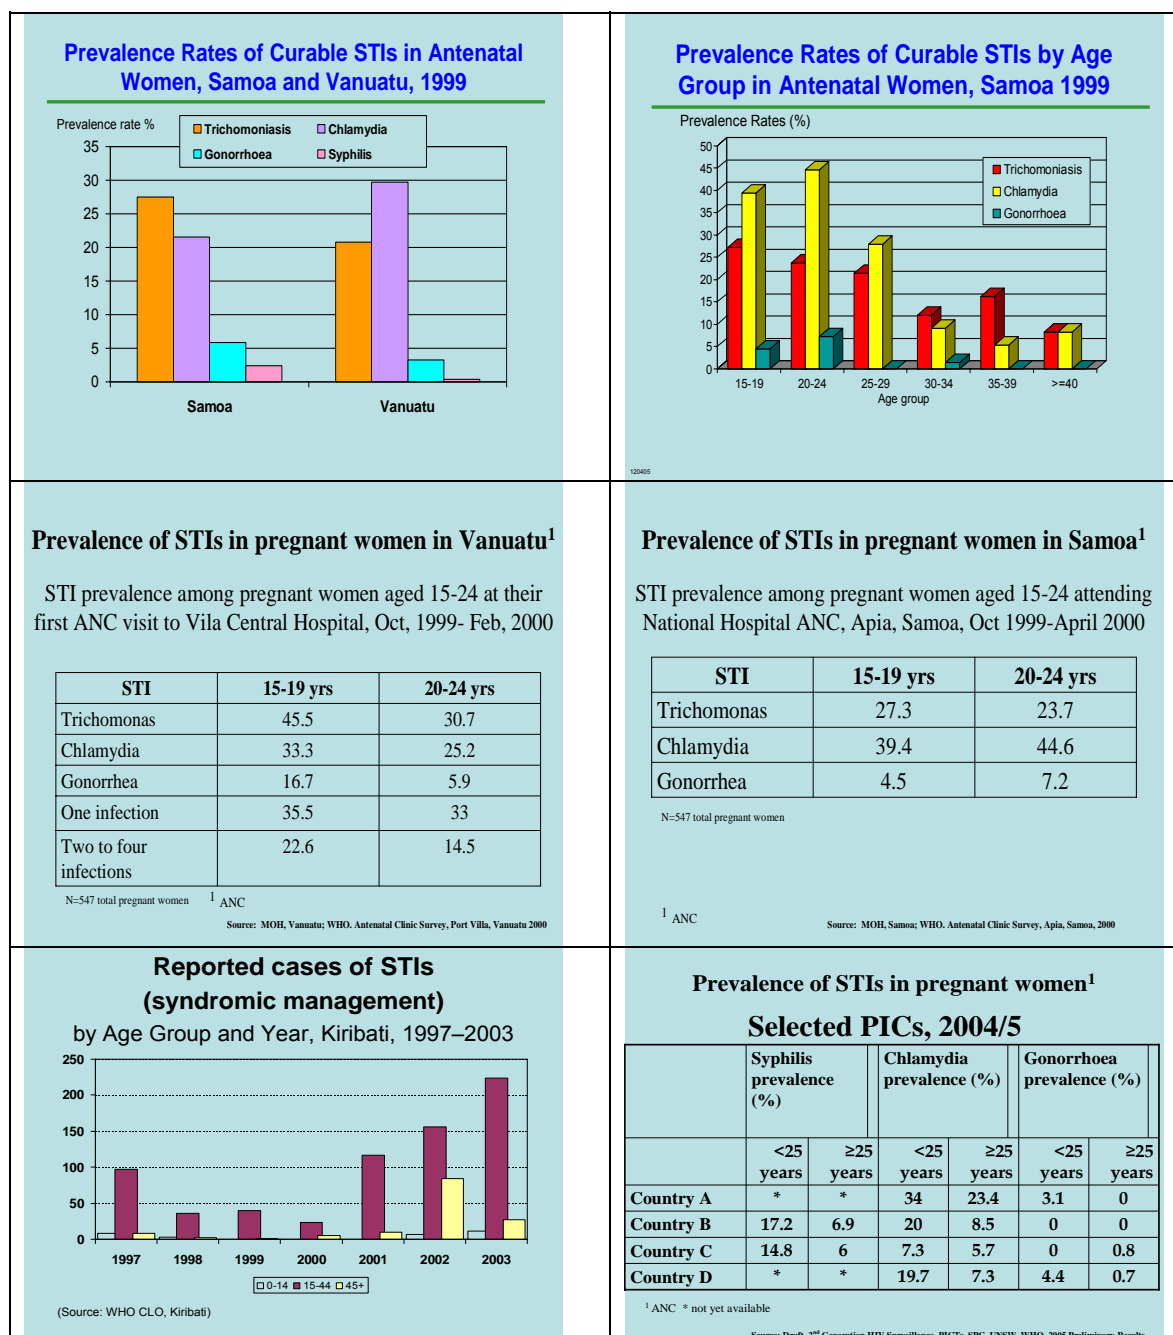 Prevalence Rates of Curable STIs in Antenatal
Women, Samoa and Vanuatu, 1999
Prevalence rate %
Trichomoniasis Chlamydia
Gonorrhoea Syphilis
35
30
25
20
15
10
5
0
Samoa Vanuatu
Prevalence Rates of Curable STIs by Age
Group in Antenatal Women, Samoa 1999
Prevalence Rates (%)
50
45
40
35
30
25
20
15
10
5
0
Trichomoniasis
Chlamydia
Gonorrhoea
15-19 20-24 25-29 30-34 35-39 >=40
Age group
120405
Prevalence of STIs in pregnant women in Vanuatu1
STI prevalence among pregnant women aged 15-24 at their
first ANC visit to Vila Central Hospital, Oct, 1999- Feb, 2000
STI 15-19 yrs 20-24 yrs
Trichomonas 45.5 30.7
Chlamydia 33.3 25.2
Gonorrhea 16.7 5.9
One infection 35.5 33
Two to four 22.6 14.5
infections
N=547 total pregnant women 1 ANC
Source: MOH, Vanuatu; WHO. Antenatal Clinic Survey, Port Villa, Vanuatu 2000
Prevalence of STIs in pregnant women in Samoa1
STI prevalence among pregnant women aged 15-24 attending
National Hospital ANC, Apia, Samoa, Oct 1999-April 2000
STI 15-19 yrs 20-24 yrs
Trichomonas 27.3 23.7
Chlamydia 39.4 44.6
Gonorrhea 4.5 7.2
N=547 total pregnant women
1 ANC
Source: MOH, Samoa; WHO. Antenatal Clinic Survey, Apia, Samoa, 2000
Reported cases of STIs
(syndromic management)
by Age Group and Year, Kiribati, 1997–2003
250
200
150
100
50
0
1997 1998 1999 2000 2001 2002 2003
0-14 15-44 45+
(Source: WHO CLO, Kiribati)
Prevalence of STIs in pregnant women1
Selected PICs, 2004/5
Syphilis Chlamydia Gonorrhoea
prevalence prevalence (%) prevalence (%)
(%)
<25 ≥25 <25 ≥25 <25 ≥25
years years years years years years
Country A * * 34 23.4 3.1 0
Country B 17.2 6.9 20 8.5 0 0
Country C 14.8 6 7.3 5.7 0 0.8
Country D * * 19.7 7.3 4.4 0.7
1 ANC * not yet available
Source: Draft, 2nd Generation HIV Surveillance, PICTs, SPC, UNSW, WHO, 2005 Preliminary Results